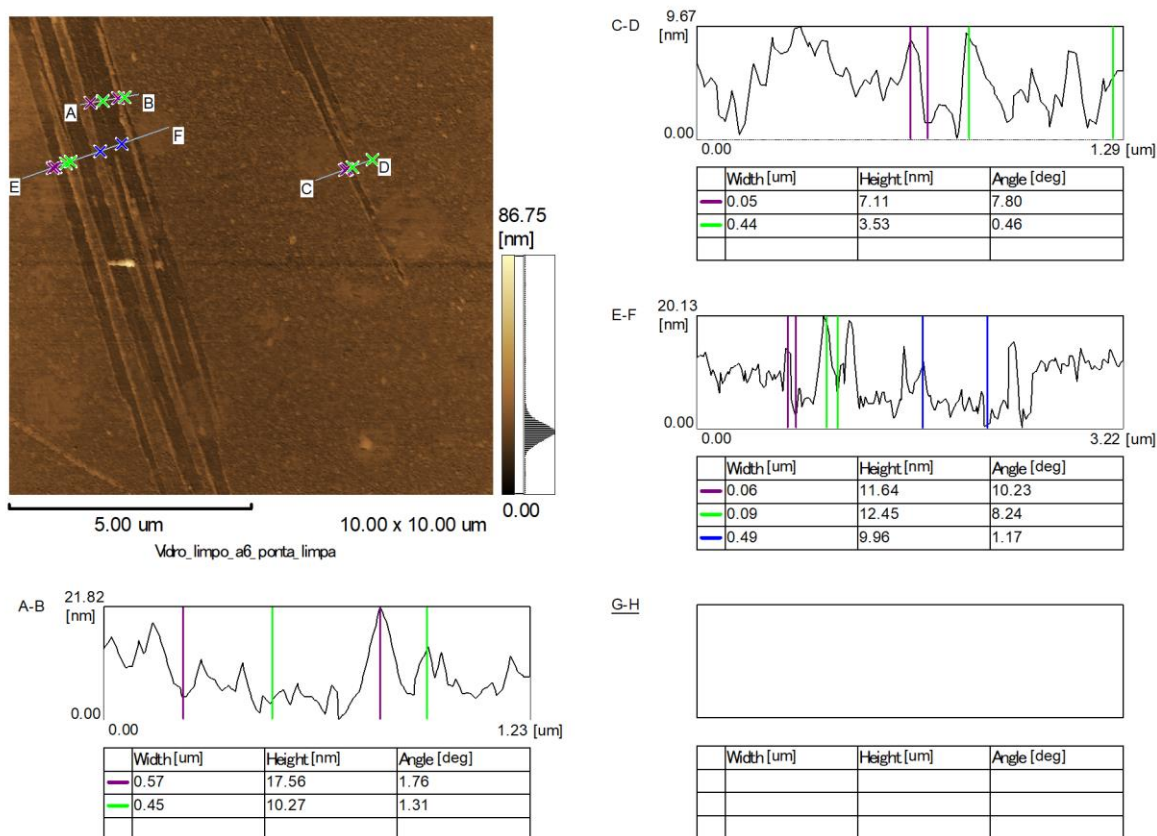 A
B
F
E
C
D
86.75
[nm]
0.00
5.00 um
10.00 x 10.00 um
Vidro_limpo_a6_ponta_limpa
C-D
9.67
[nm]
0.00
0.00
1.29 [um]
Width [um] Height [nm] Angle [deg]
0.05 7.11 7.80
0.44 3.53 0.46
E-F
20.13
[nm]
0.00
0.00
3.22 [um]
Width [um] Height [nm] Angle [deg]
0.06 11.64 10.23
0.09 12.45 8.24
0.49 9.96 1.17
A-B
21.82
[nm]
0.00
0.00
1.23 [um]
Width [um] Height [nm] Angle [deg]
0.57 17.56 1.76
0.45 10.27 1.31
G-H
Width [um] Height [nm] Angle [deg]